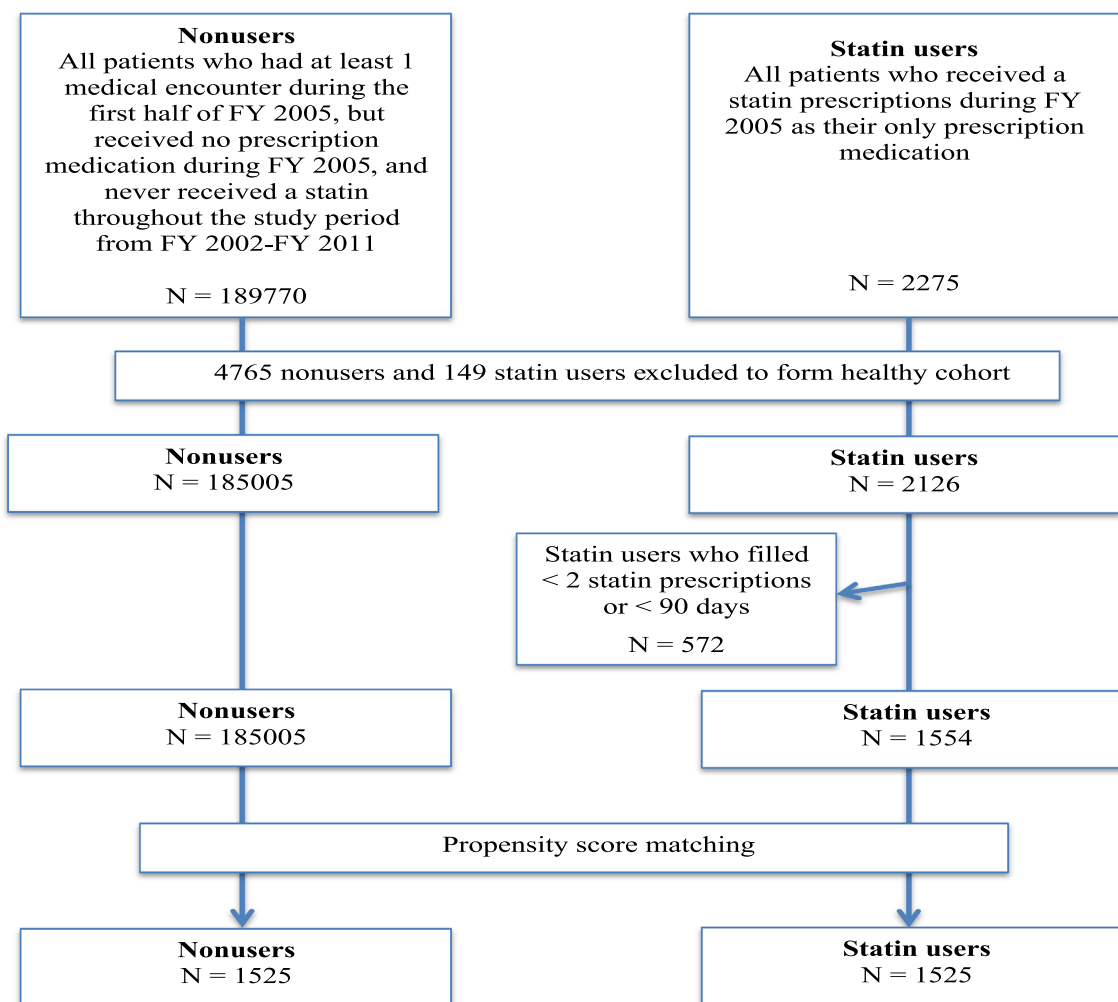 Nonusers
All patients who had at least 1
medical encounter during the
first half of FY 2005, but
received no prescription
medication during FY 2005, and
never received a statin
throughout the study period
from FY 2002-FY 2011
N = 189770
Statin users
All patients who received a
statin prescriptions during FY
2005 as their only prescription
medication
N = 2275
4765 nonusers and 149 statin users excluded to form healthy cohort
Nonusers
N = 185005
Statin users
N = 2126
Statin users who filled
< 2 statin prescriptions
or < 90 days
N = 572
Nonusers
N = 185005
Statin users
N = 1554
Propensity score matching
Nonusers
N = 1525
Statin users
N = 1525